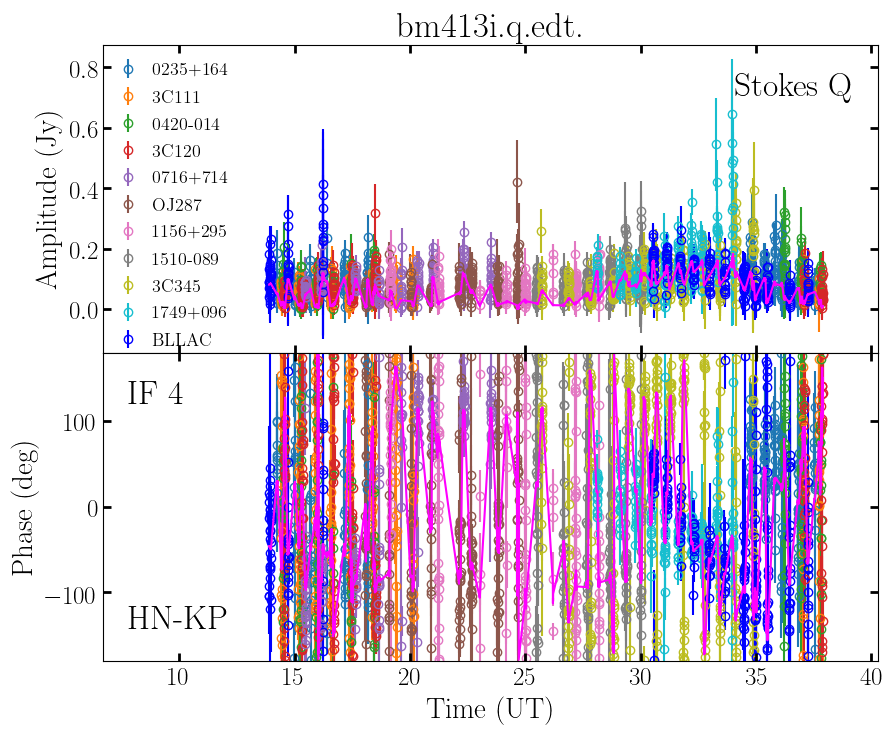 bm413i.q.edt.
Stokes Q
Amplitude (Jy)
0.8
0.6
0.4
0.2
0.0
0235+164
3C111
0420-014
3C120
0716+714
OJ287
1156+295
1510-089
3C345
1749+096
BLLAC
IF 4
HN-KP
Phase (deg)
100
0
−100
10
15
20
25
30
35
40
Time (UT)